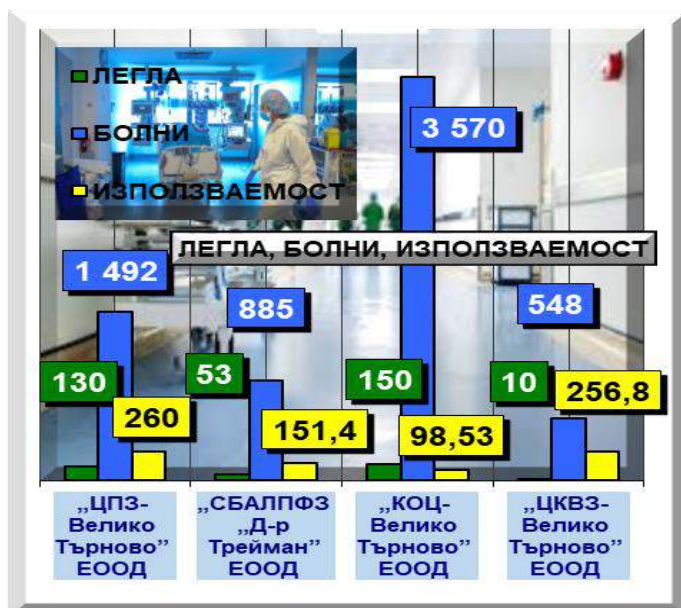 ЛЕГЛА
БОЛНИ
ИЗПОЛЗВАЕМОСТ
3 570
ЛЕГЛА, БОЛНИ, ИЗПОЛЗВАЕМОСТ
1 492
885
548
130
53
150
10
260
151,4
98,53
256,8
„ЦПЗ-
Велико
Търново”
ЕООД
„СБАЛПФЗ
„Д-р
Трейман”
ЕООД
„КОЦ-
Велико
Търново”
ЕООД
„ЦКВЗ-
Велико
Търново”
ЕООД